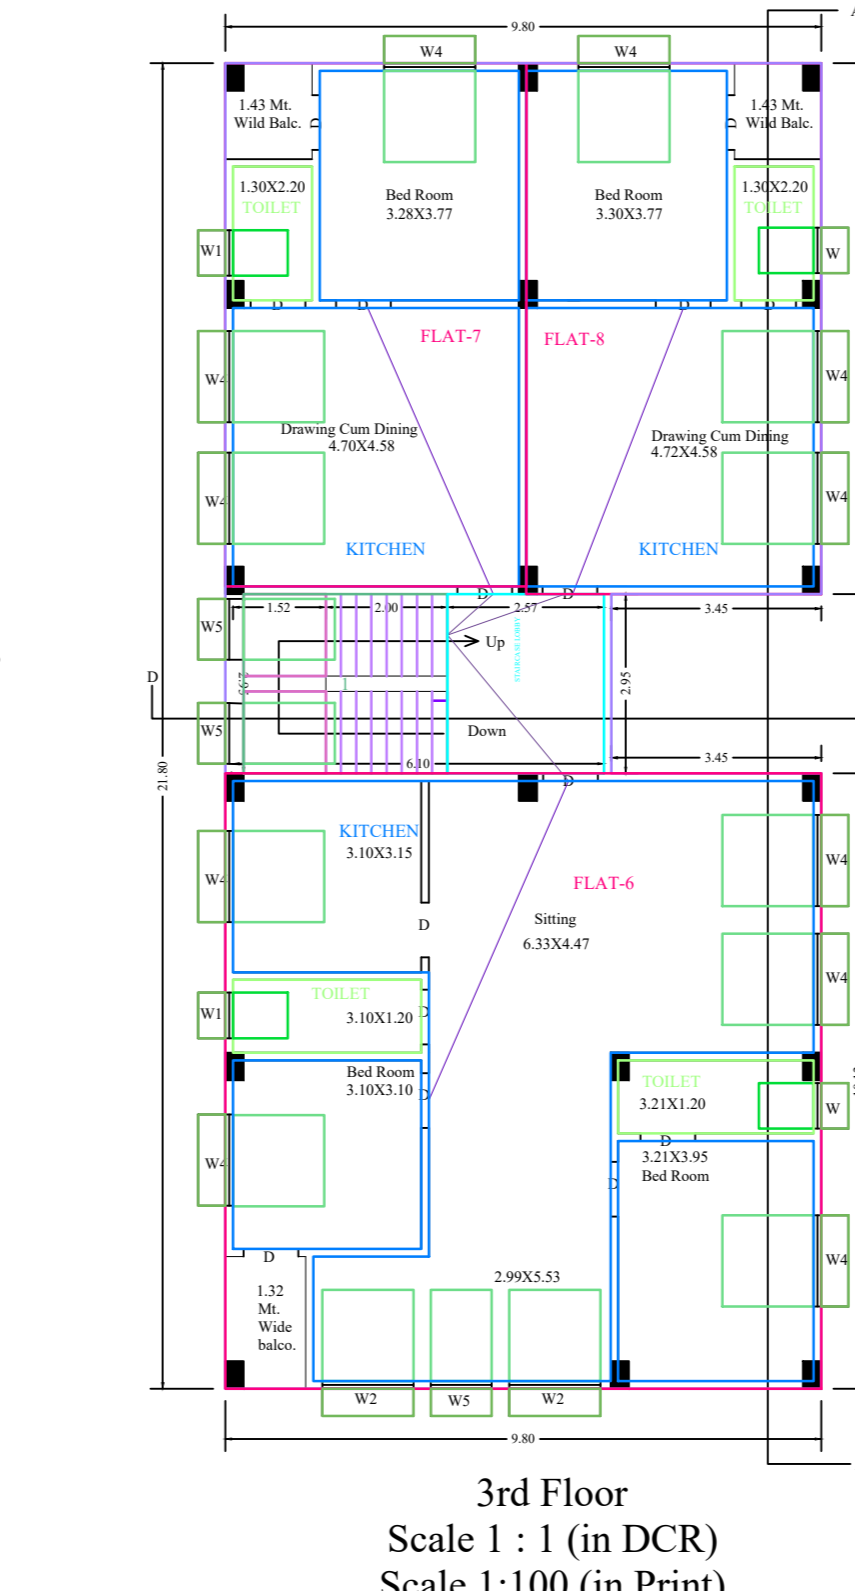 A
9.80
W4 W4
1.43 Mt.
Wild Balc.
D
D
1.43 Mt.
Wild Balc.
1.30X2.20
TOILET
Bed Room
3.28X3.77
Bed Room
3.30X3.77
1.30X2.20
TOILET
W1
W
D D D D
FLAT-7 FLAT-8
W4
W4
Drawing Cum Dining
4.70X4.58
Drawing Cum Dining
4.72X4.58
W4
W4
KITCHEN KITCHEN
D D
1.52 2.00 2.57 3.45
W5
Up
STAIRCASE LOBBY
D
1
2.95
W5
Down
6.10
3.45
21.80
D
KITCHEN
3.10X3.15
W4
W4
FLAT-6
D
Sitting
6.33X4.47
W4
TOILET
3.10X1.20
W1
D
Bed Room
3.10X3.10
D
TOILET
3.21X1.20
W
D
3.21X3.95
Bed Room
W4
D
D
W4
1.32
Mt.
Wide
balco.
2.99X5.53
W2 W5 W2
9.80
3rd Floor
Scale 1 : 1 (in DCR)
Scale 1:100 (in Print)